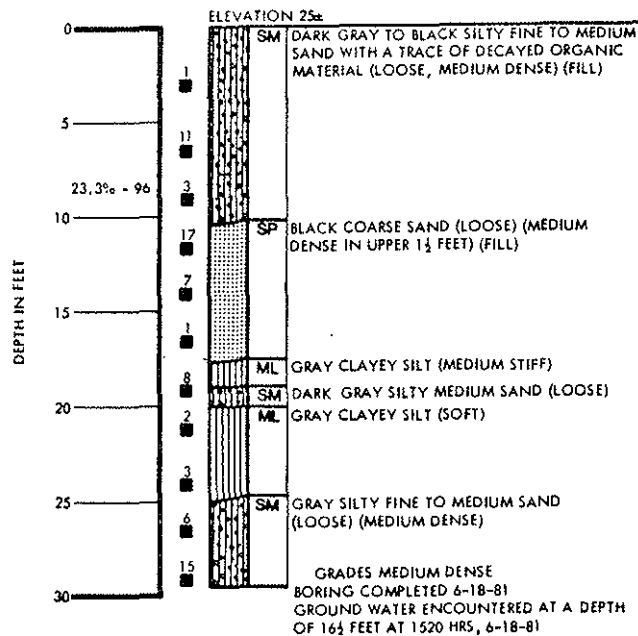 ELEVATION 25±
0
SM
DARK GRAY TO BLACK SILTY FINE TO MEDIUM
SAND WITH A TRACE OF DECAYED ORGANIC
MATERIAL (LOOSE, MEDIUM DENSE) (FILL)
1
5
11
23.3% - 96
3
10
SP
BLACK COARSE SAND (LOOSE) (MEDIUM
DENSE IN UPPER 1½ FEET) (FILL)
17
7
DEPTH IN FEET
15
1
ML
GRAY CLAYEY SILT (MEDIUM STIFF)
8
SM
DARK GRAY SILTY MEDIUM SAND (LOOSE)
20
ML
GRAY CLAYEY SILT (SOFT)
2
3
25
SM
GRAY SILTY FINE TO MEDIUM SAND
(LOOSE) (MEDIUM DENSE)
6
15
GRADES MEDIUM DENSE
30
BORING COMPLETED 6-18-81
GROUND WATER ENCOUNTERED AT A DEPTH
OF 16½ FEET AT 1520 HRS, 6-18-81